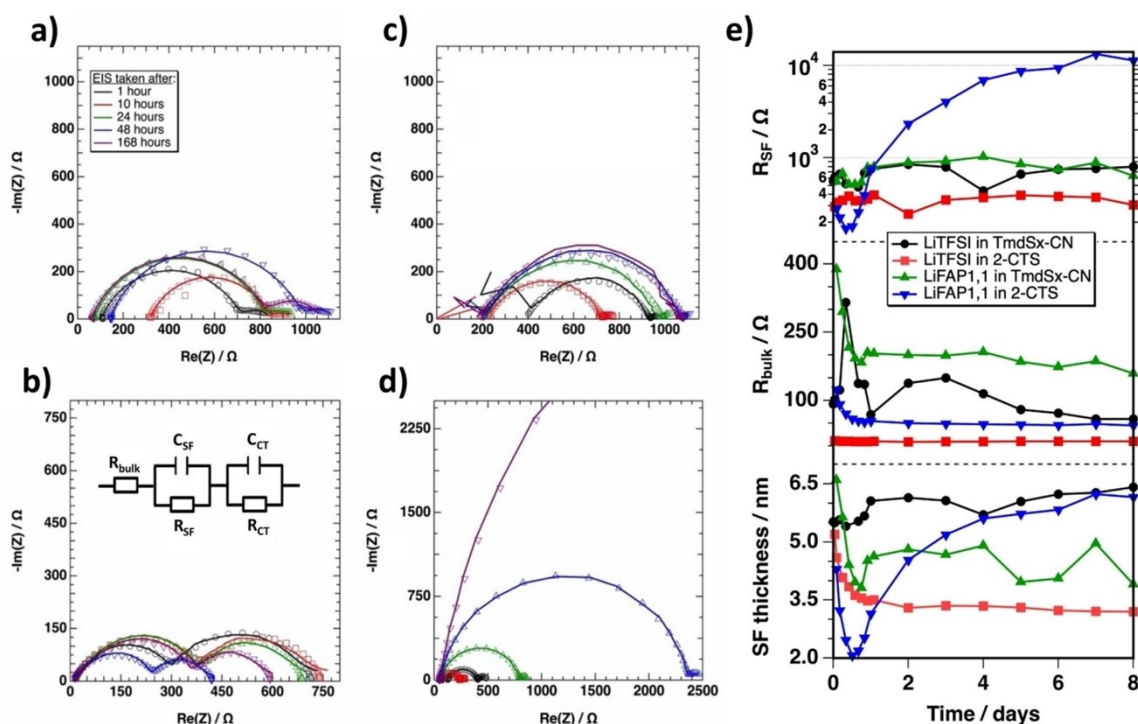 a)
1000
800
600
400
200
0
-Im(Z) / Ω
EIS taken after:
1 hour
10 hours
24 hours
48 hours
168 hours
0 200 400 600 800 1000
Re(Z) / Ω
c)
1000
800
600
400
200
0
-Im(Z) / Ω
0 200 400 600 800 1000
Re(Z) / Ω
b)
750
600
450
300
150
0
-Im(Z) / Ω
C_SF C_CT
R_bulk
R_SF R_CT
0 150 300 450 600 750
Re(Z) / Ω
d)
2250
1500
750
0
-Im(Z) / Ω
0 500 1000 1500 2000 2500
Re(Z) / Ω
e)
R_SF / Ω
10^4
6
4
2
10^3
6
4
2
LiTFSI in TmdSx-CN
LiTFSI in 2-CTS
LiFAP1,1 in TmdSx-CN
LiFAP1,1 in 2-CTS
R_bulk / Ω
400
250
100
SF thickness / nm
6.5
5.0
3.5
2.0
0 2 4 6 8
Time / days